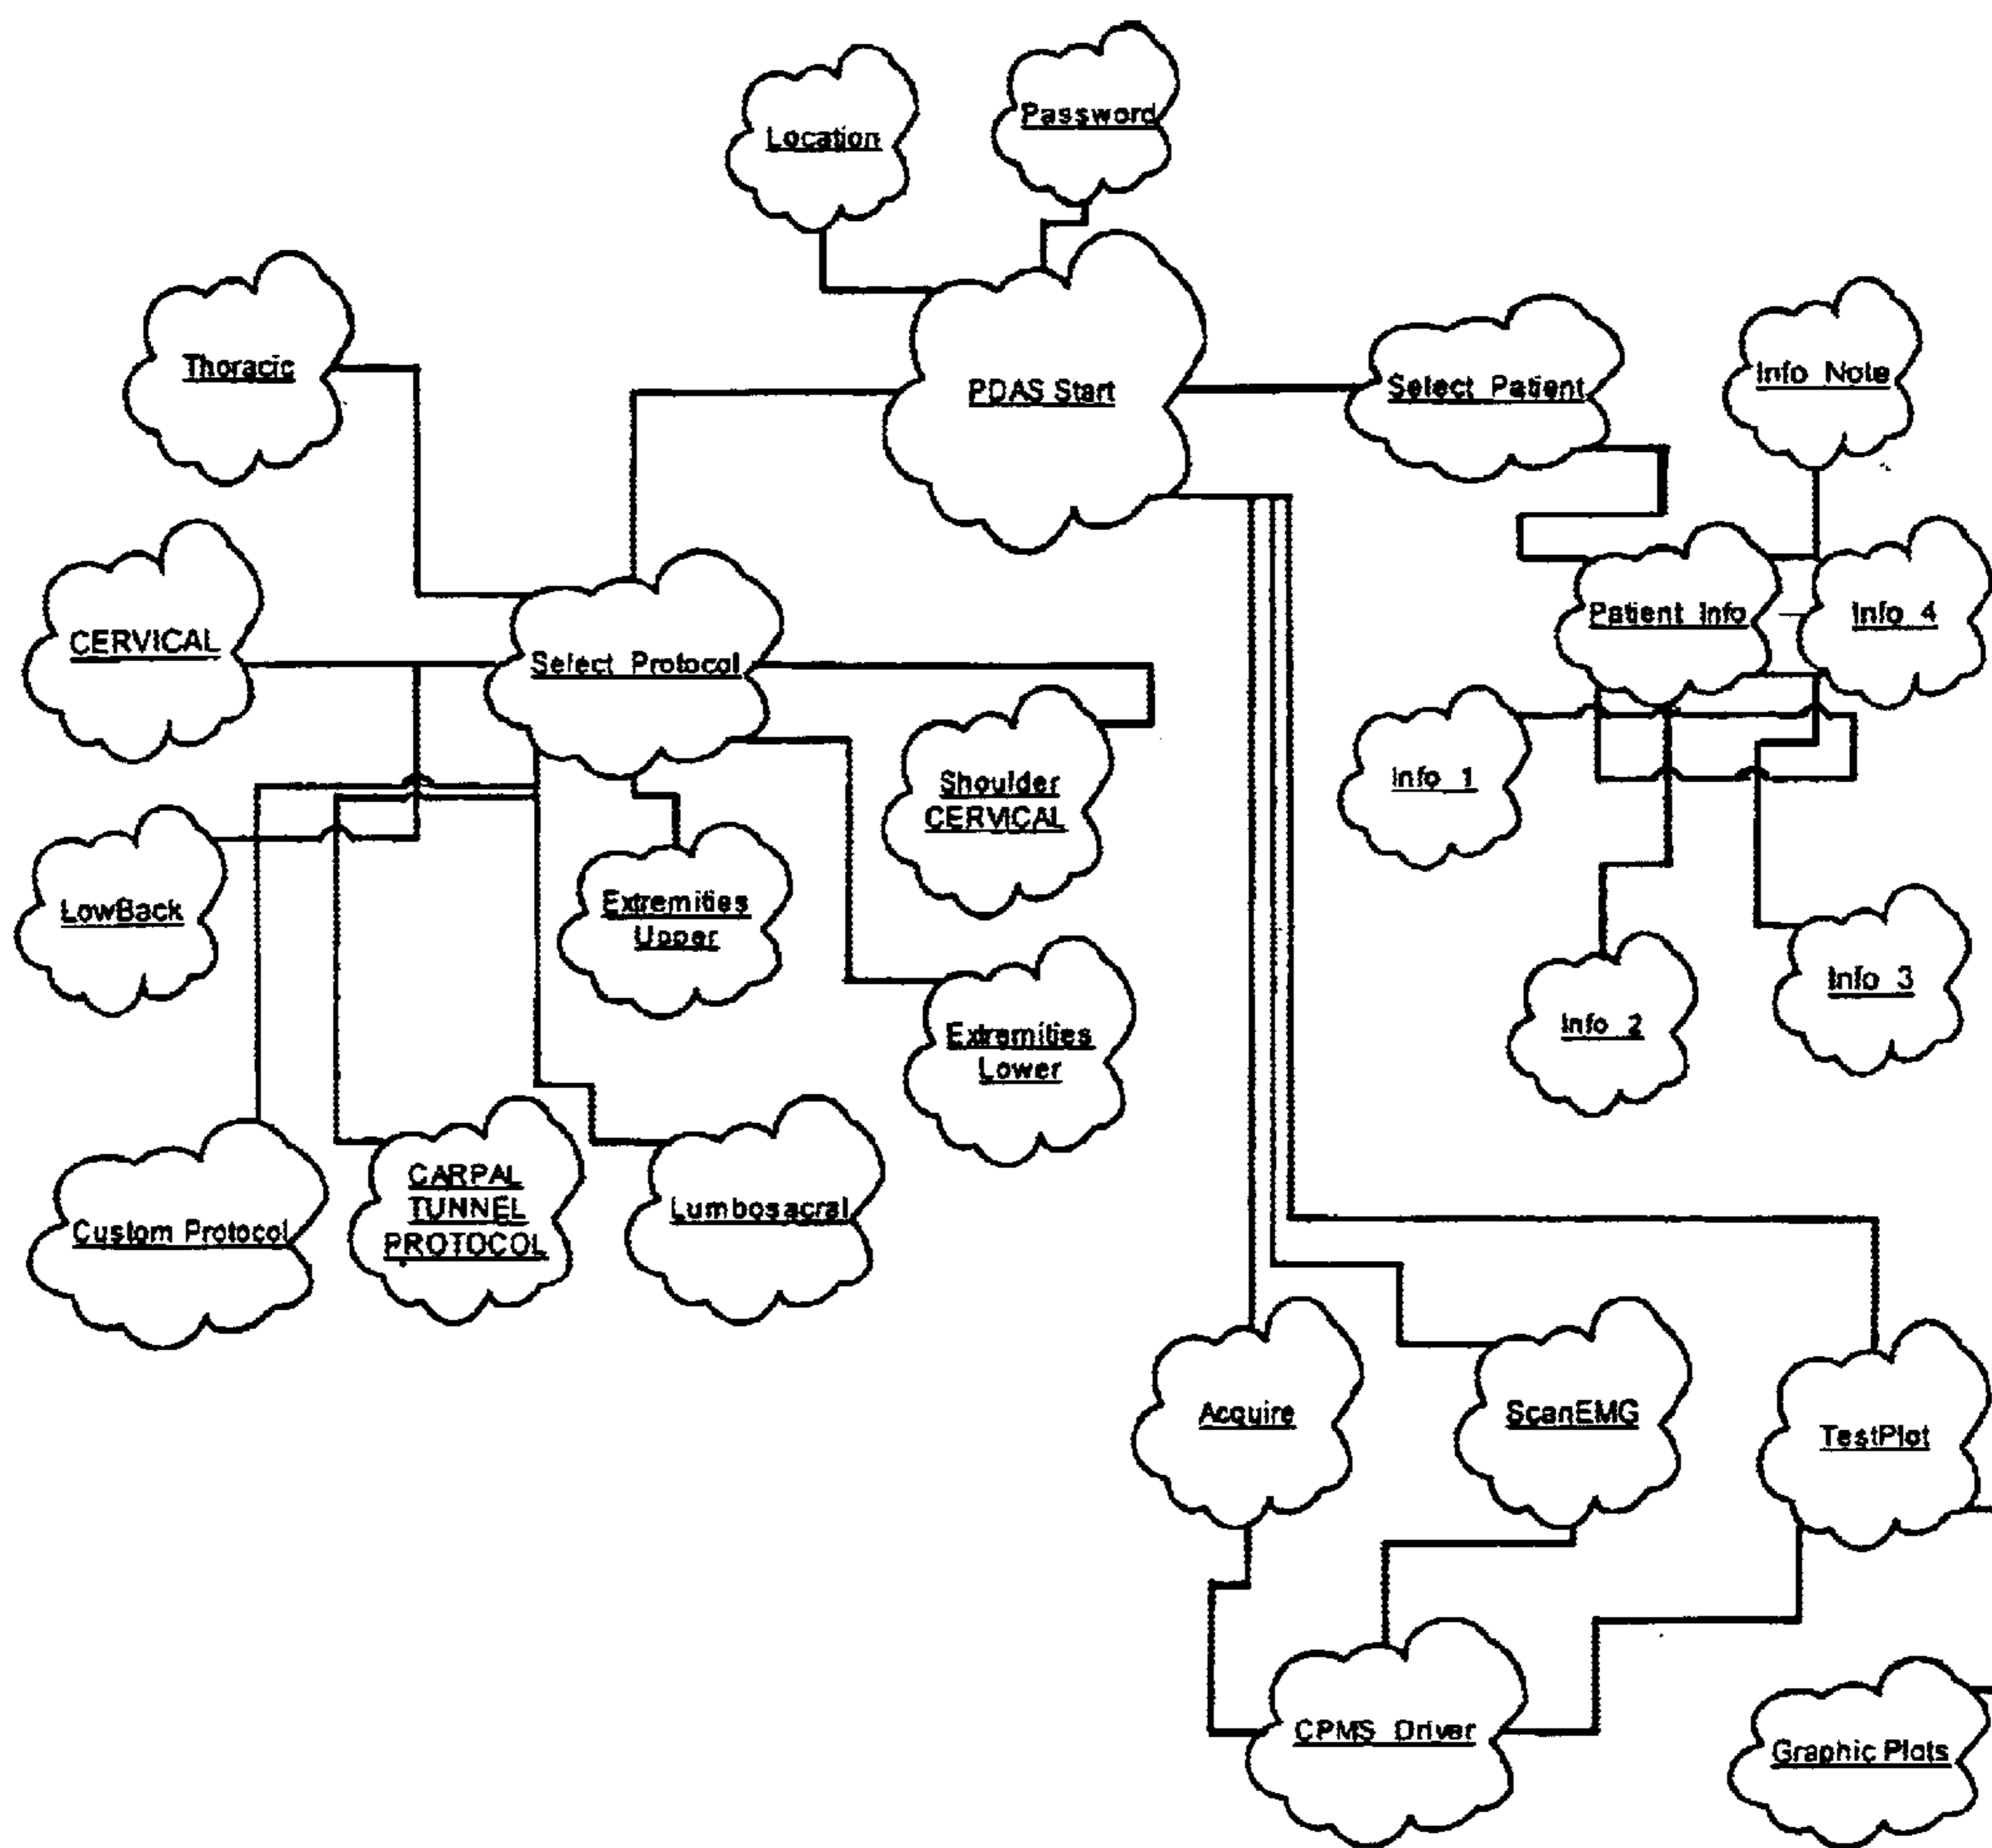 Location
Password
Thoracic
PDAS Start
Select Patient
Info Note
CERVICAL
Select Protocol
Patient Info
Info 4
Shoulder
CERVICAL
Info 1
LowBack
Extremities
Upper
Info 3
Info 2
Extremities
Lower
Custom Protocol
CARPAL
TUNNEL
PROTOCOL
Lumbosacral
Acquire
ScanEMG
TestPlot
CPMS Driver
Graphic Plots